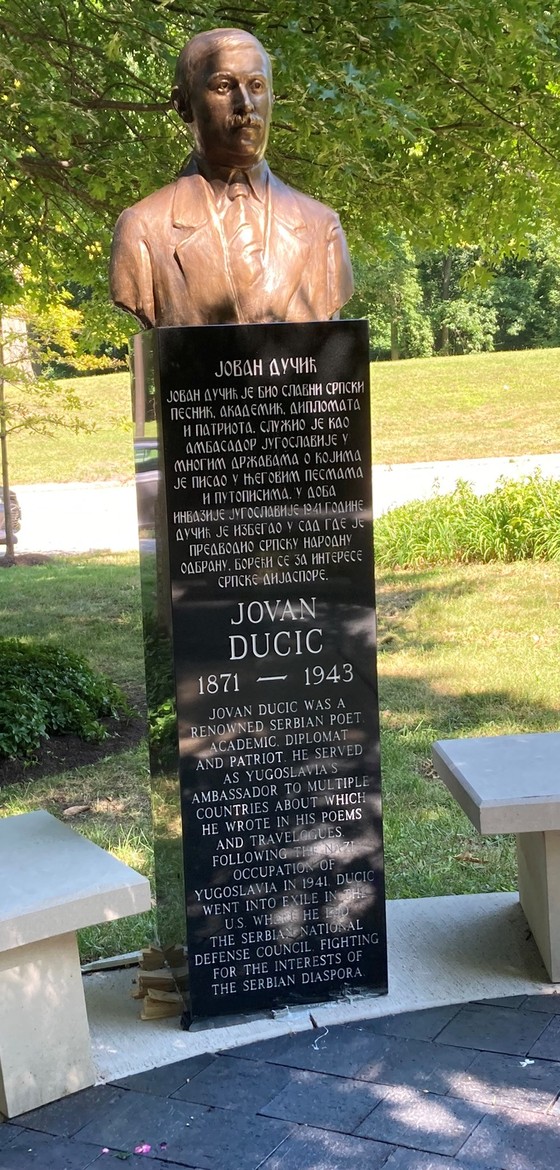 ЈОВАН ДУЧИЋ
ЈОВАН ДУЧИЋ ЈЕ БИО СЛАВНИ СРПСКИ
ПЕСНИК, АКАДЕМИК, ДИПЛОМАТА
И ПАТРИОТА. СЛУЖИО ЈЕ КАО
АМБАСАДОР ЈУГОСЛАВИЈЕ У
МНОГИМ ДРЖАВАМА О КОЈИМА
ЈЕ ПИСАО У ЊЕГОВИМ ПЕСМАМА
И ПУТОПИСИМА. У ДОБА
ИНВАЗИЈЕ ЈУГОСЛАВИЈЕ 1941 ГОДИНЕ
ДУЧИЋ ЈЕ ИЗБЕГАО У САД ГДЕ ЈЕ
ПРЕДВОДИО СРПСКУ НАРОДНУ
ОДБРАНУ, БОРЕЋИ СЕ ЗА ИНТЕРЕСЕ
СРПСКЕ ДИЈАСПОРЕ.
JOVAN
DUCIC
1871 — 1943
JOVAN DUCIC WAS A
RENOWNED SERBIAN POET,
ACADEMIC, DIPLOMAT
AND PATRIOT. HE SERVED
AS YUGOSLAVIA'S
AMBASSADOR TO MULTIPLE
COUNTRIES ABOUT WHICH
HE WROTE IN HIS POEMS
AND TRAVELOGUES.
FOLLOWING THE NAZI
OCCUPATION OF
YUGOSLAVIA IN 1941, DUCIC
WENT INTO EXILE IN THE
U.S. WHERE HE LED
THE SERBIAN NATIONAL
DEFENSE COUNCIL, FIGHTING
FOR THE INTERESTS OF
THE SERBIAN DIASPORA.